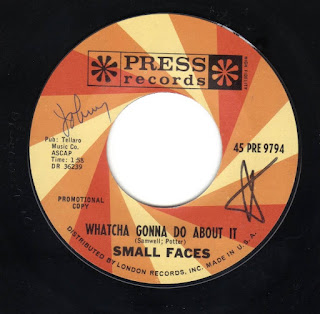 PRESS
records
Johnny
Pub: Tellaro
Music Co.
ASCAP
Time: 1:58
DR 36239
45 PRE 9794
PROMOTIONAL
COPY
WHATCHA GONNA DO ABOUT IT
(Samwell; Potter)
SMALL FACES
DISTRIBUTED BY LONDON RECORDS, INC. MADE IN U.S.A.